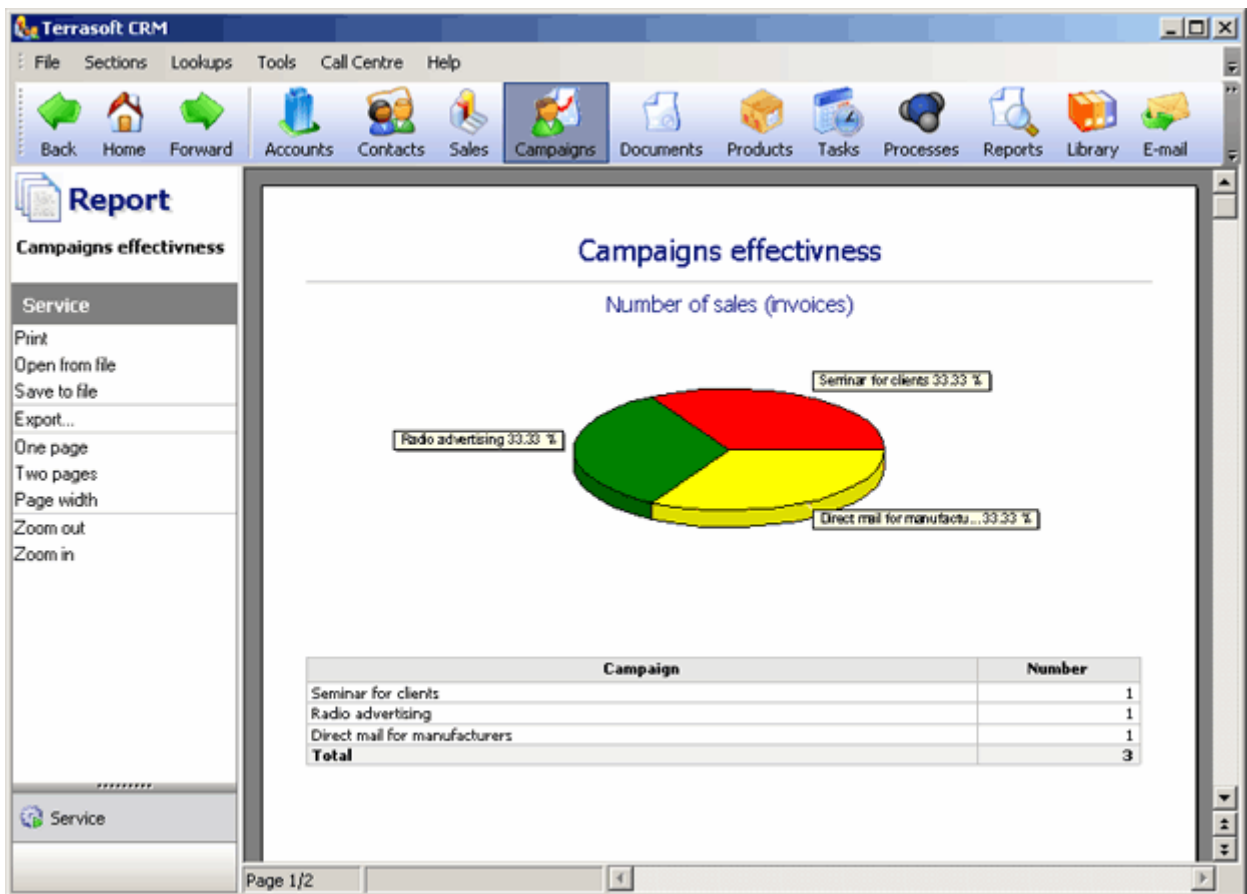 Terrasoft CRM
File Sections Lookups Tools Call Centre Help
Back Home Forward Accounts Contacts Sales Campaigns Documents Products Tasks Processes Reports Library E-mail
Report
Campaigns effectivness
Service
Print
Open from file
Save to file
Export...
One page
Two pages
Page width
Zoom out
Zoom in
Service
Campaigns effectivness
Number of sales (invoices)
Seminar for clients 33.33 %
Radio advertising 33.33 %
Direct mail for manufactu...33.33 %
Campaign Number
Seminar for clients 1
Radio advertising 1
Direct mail for manufacturers 1
Total 3
Page 1/2